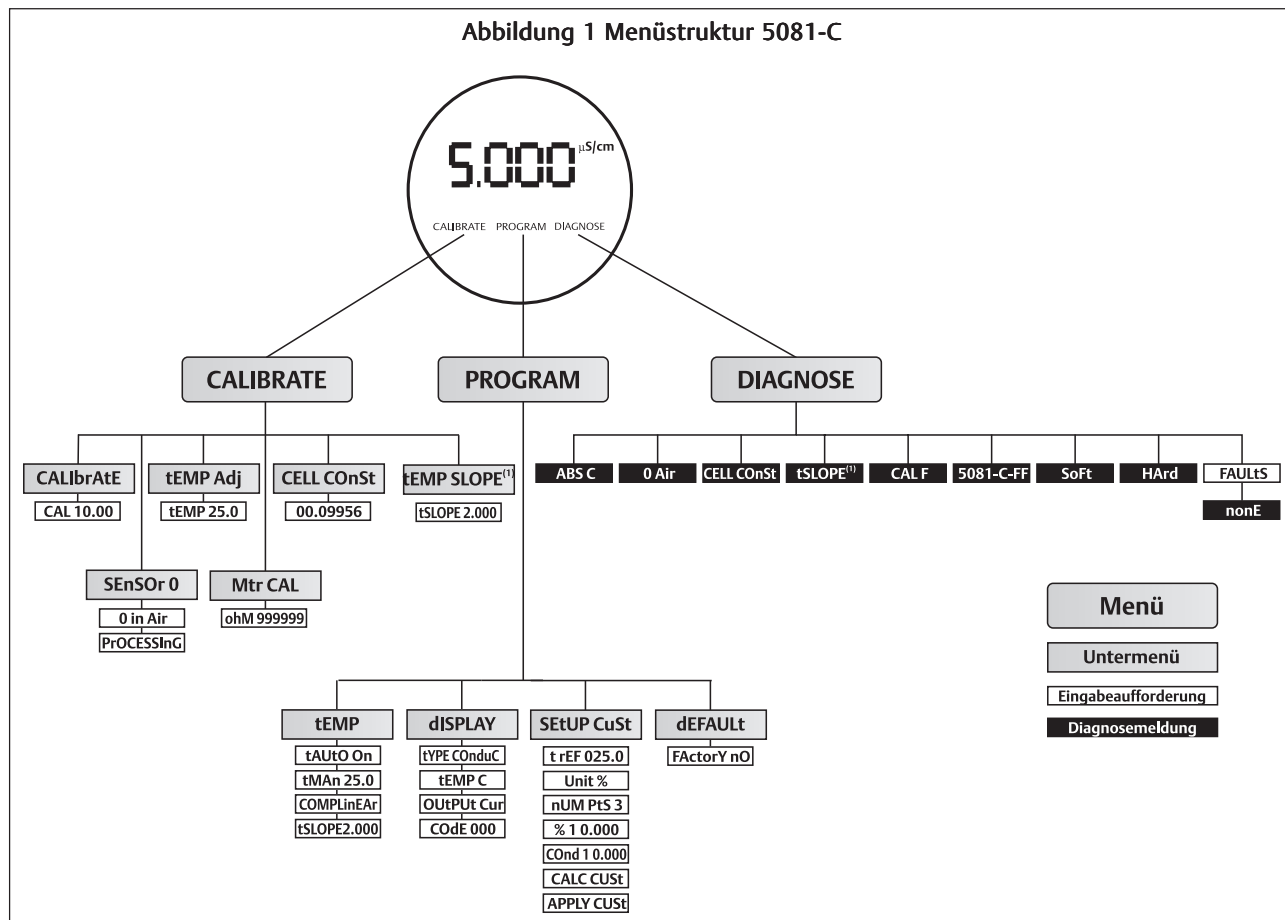 Abbildung 1 Menüstruktur 5081-C
5.000 µS/cm
CALIBRATE PROGRAM DIAGNOSE
CALIBRATE
PROGRAM
DIAGNOSE
CALIbrAtE
CAL 10.00
tEMP Adj
tEMP 25.0
CELL COnSt
00.09956
tEMP SLOPE(1)
tSLOPE 2.000
SEnSOr 0
0 in Air
PrOCESSInG
Mtr CAL
ohM 999999
ABS C
0 Air
CELL COnSt
tSLOPE(1)
CAL F
5081-C-FF
SoFt
HArd
FAULtS
nonE
tEMP
tAUtO On
tMAn 25.0
COMPLinEAr
tSLOPE2.000
dISPLAY
tYPE COnduC
tEMP C
OUtPUt Cur
COdE 000
SEtUP CuSt
t rEF 025.0
Unit %
nUM PtS 3
% 1 0.000
COnd 1 0.000
CALC CUSt
APPLY CUSt
dEFAULt
FActorY nO
Menü
Untermenü
Eingabeaufforderung
Diagnosemeldung